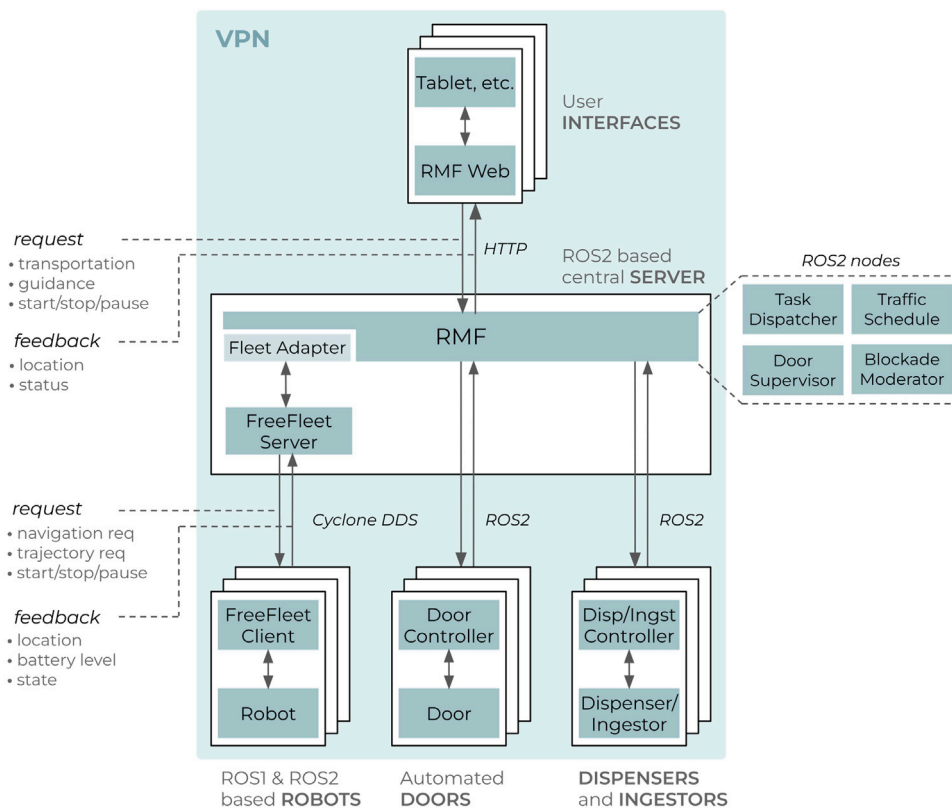 VPN
Tablet, etc.
RMF Web
User
INTERFACES
request
• transportation
• guidance
• start/stop/pause
feedback
• location
• status
HTTP
ROS2 based
central SERVER
ROS2 nodes
Task
Dispatcher
Traffic
Schedule
Door
Supervisor
Blockade
Moderator
RMF
Fleet Adapter
FreeFleet
Server
request
• navigation req
• trajectory req
• start/stop/pause
feedback
• location
• battery level
• state
Cyclone DDS
ROS2
ROS2
FreeFleet
Client
Robot
Door
Controller
Door
Disp/Ingst
Controller
Dispenser/
Ingestor
ROS1 & ROS2
based ROBOTS
Automated
DOORS
DISPENSERS
and INGESTORS